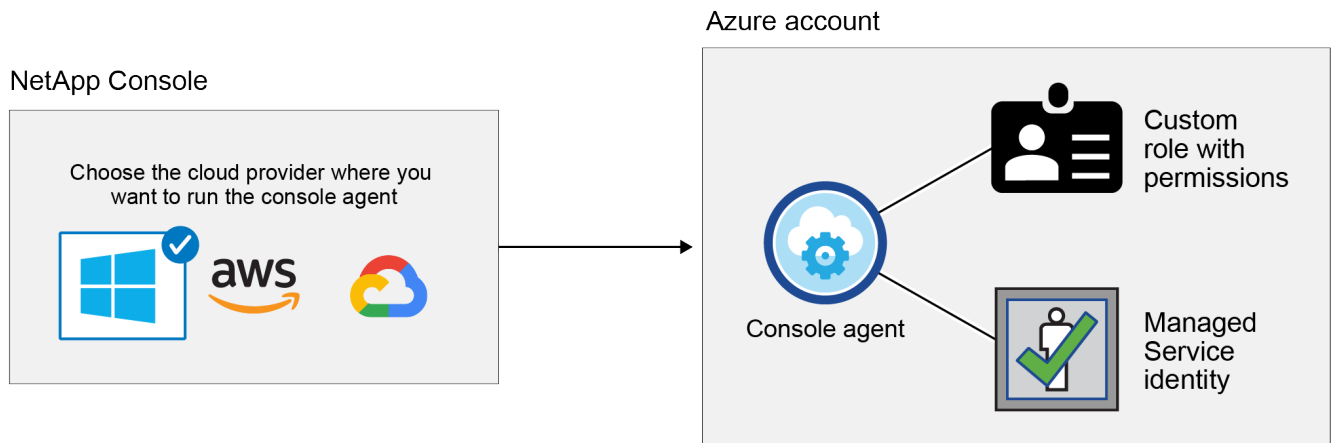 Azure account
NetApp Console
Choose the cloud provider where you
want to run the console agent
aws
Console agent
Custom
role with
permissions
Managed
Service
identity